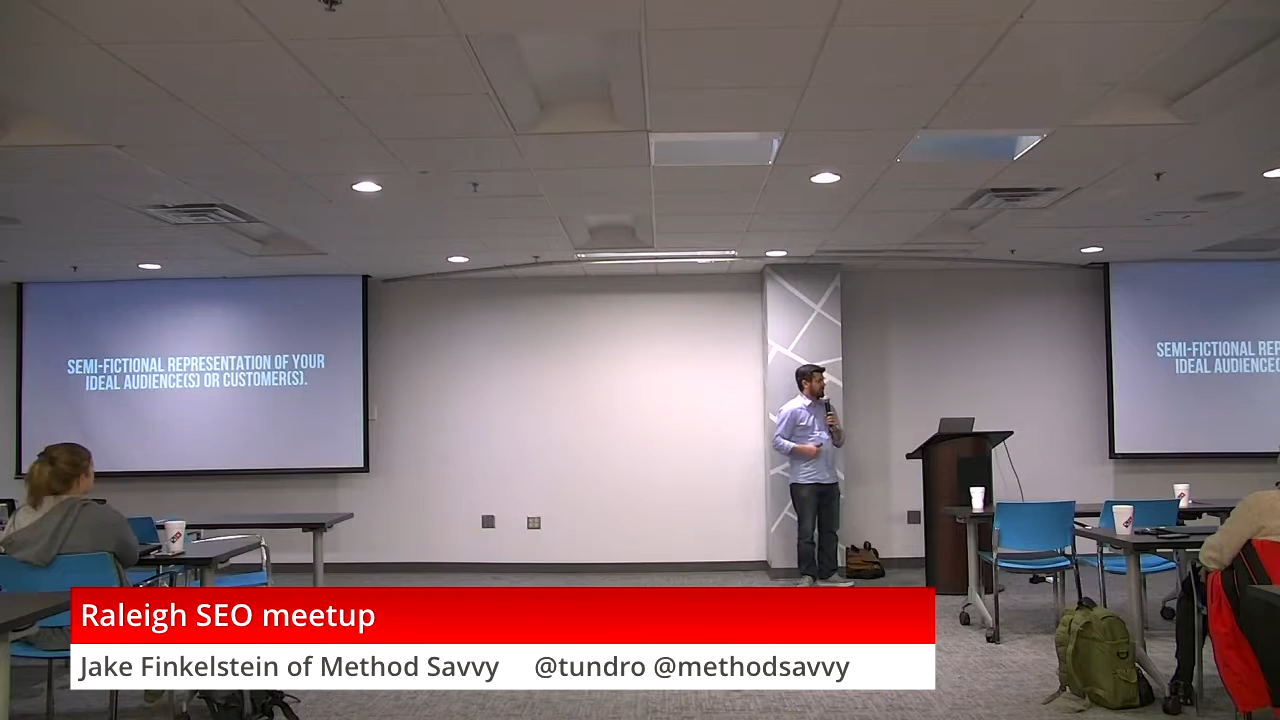 SEMI-FICTIONAL REPRESENTATION OF YOUR
IDEAL AUDIENCE(S) OR CUSTOMER(S).
SEMI-FICTIONAL REP
IDEAL AUDIENCE(
Raleigh SEO meetup
Jake Finkelstein of Method Savvy @tundro @methodsavvy